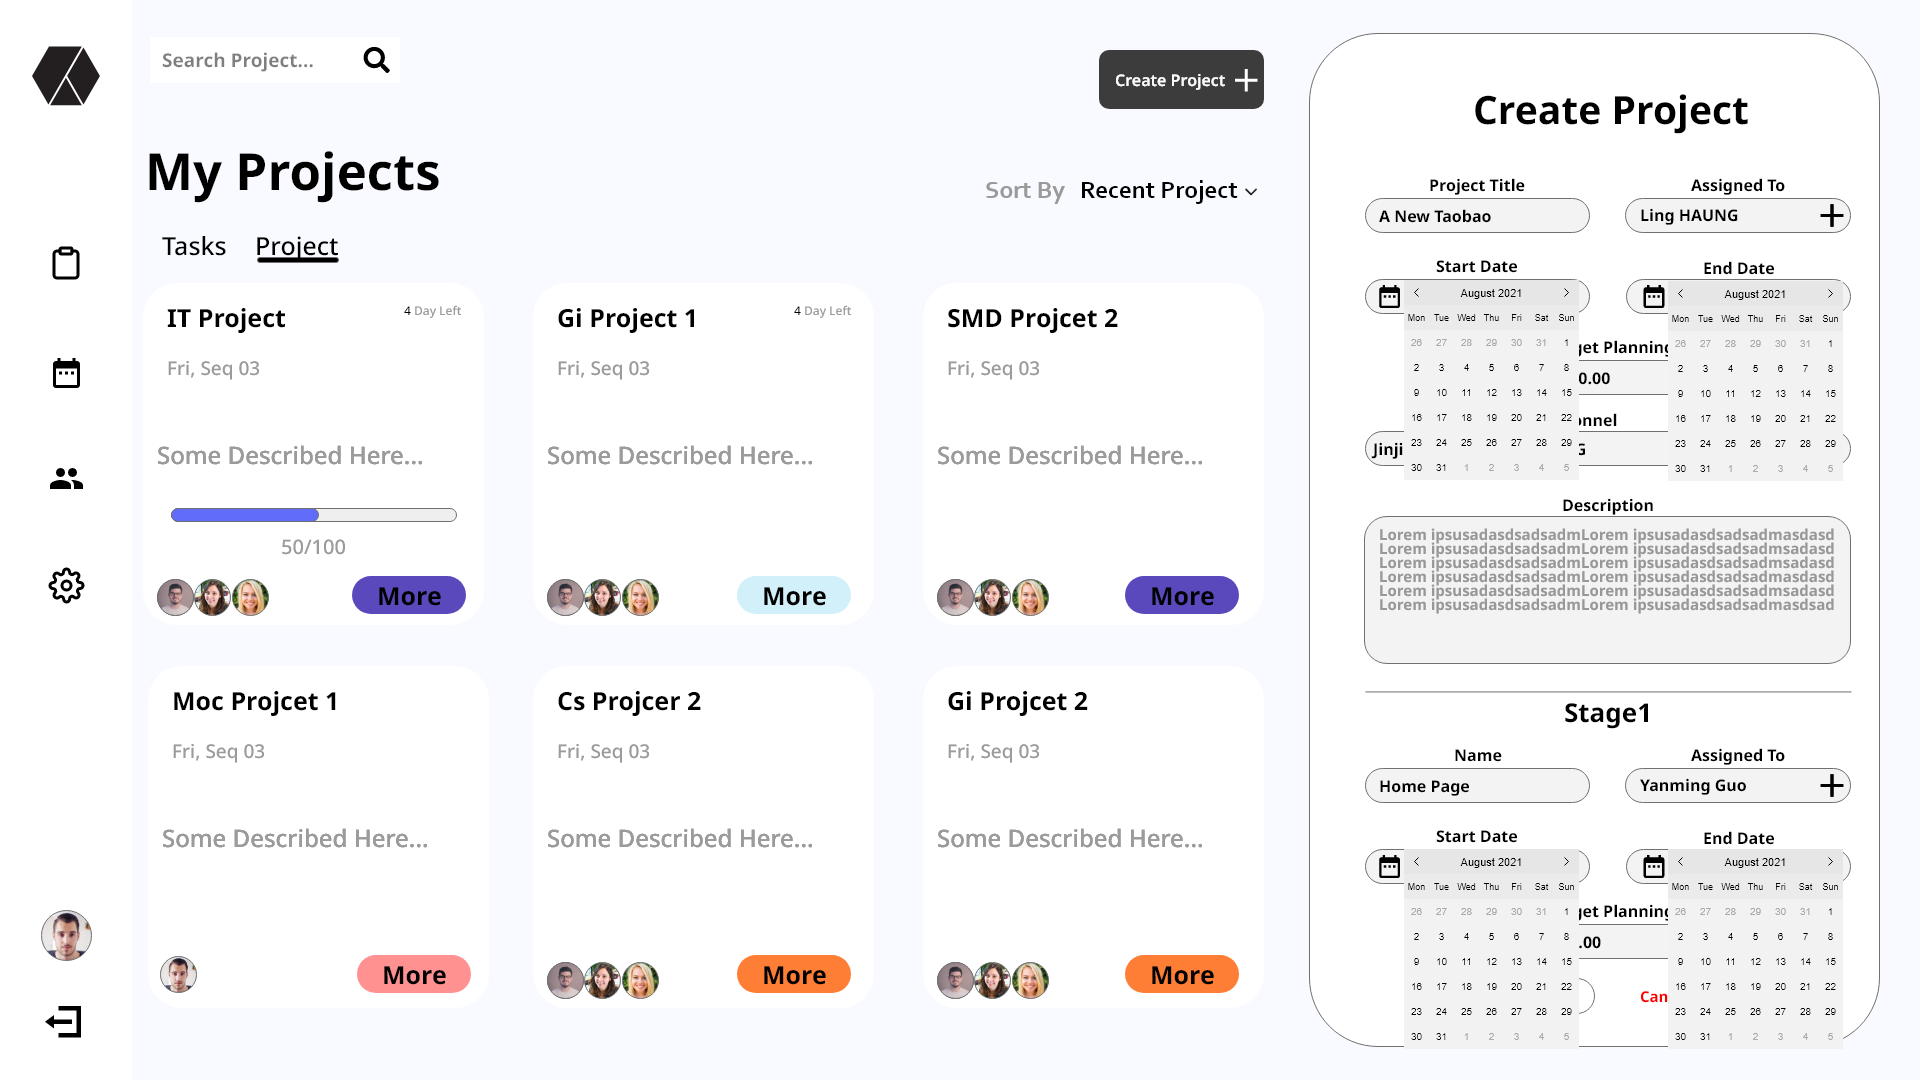 Search Project...
Create Project
My Projects
Sort By Recent Project
Tasks Project
IT Project
4 Day Left
Fri, Seq 03
Some Described Here...
50/100
More
Gi Project 1
4 Day Left
Fri, Seq 03
Some Described Here...
More
SMD Projcet 2
Fri, Seq 03
Some Described Here...
More
Moc Projcet 1
Fri, Seq 03
Some Described Here...
More
Cs Projcer 2
Fri, Seq 03
Some Described Here...
More
Gi Projcet 2
Fri, Seq 03
Some Described Here...
More
Create Project
Project Title
A New Taobao
Assigned To
Ling HAUNG
Start Date
August 2021
Mon Tue Wed Thu Fri Sat Sun
26 27 28 29 30 31 1
2 3 4 5 6 7 8
9 10 11 12 13 14 15
16 17 18 19 20 21 22
23 24 25 26 27 28 29
30 31 1 2 3 4 5
End Date
August 2021
Mon Tue Wed Thu Fri Sat Sun
26 27 28 29 30 31 1
2 3 4 5 6 7 8
9 10 11 12 13 14 15
16 17 18 19 20 21 22
23 24 25 26 27 28 29
30 31 1 2 3 4 5
get Planning
0.00
onnel
Jinji
G
Description
Lorem ipsusadasdsadsadmLorem ipsusadasdsadsadmasdasd
Lorem ipsusadasdsadsadmLorem ipsusadasdsadsadmsadasd
Lorem ipsusadasdsadsadmLorem ipsusadasdsadsadmsadasd
Lorem ipsusadasdsadsadmLorem ipsusadasdsadsadmasdasd
Lorem ipsusadasdsadsadmLorem ipsusadasdsadsadmsadasd
Lorem ipsusadasdsadsadmLorem ipsusadasdsadsadmasdsad
Stage1
Name
Home Page
Assigned To
Yanming Guo
Start Date
August 2021
Mon Tue Wed Thu Fri Sat Sun
26 27 28 29 30 31 1
2 3 4 5 6 7 8
9 10 11 12 13 14 15
16 17 18 19 20 21 22
23 24 25 26 27 28 29
30 31 1 2 3 4 5
End Date
August 2021
Mon Tue Wed Thu Fri Sat Sun
26 27 28 29 30 31 1
2 3 4 5 6 7 8
9 10 11 12 13 14 15
16 17 18 19 20 21 22
23 24 25 26 27 28 29
30 31 1 2 3 4 5
get Planning
.00
Can